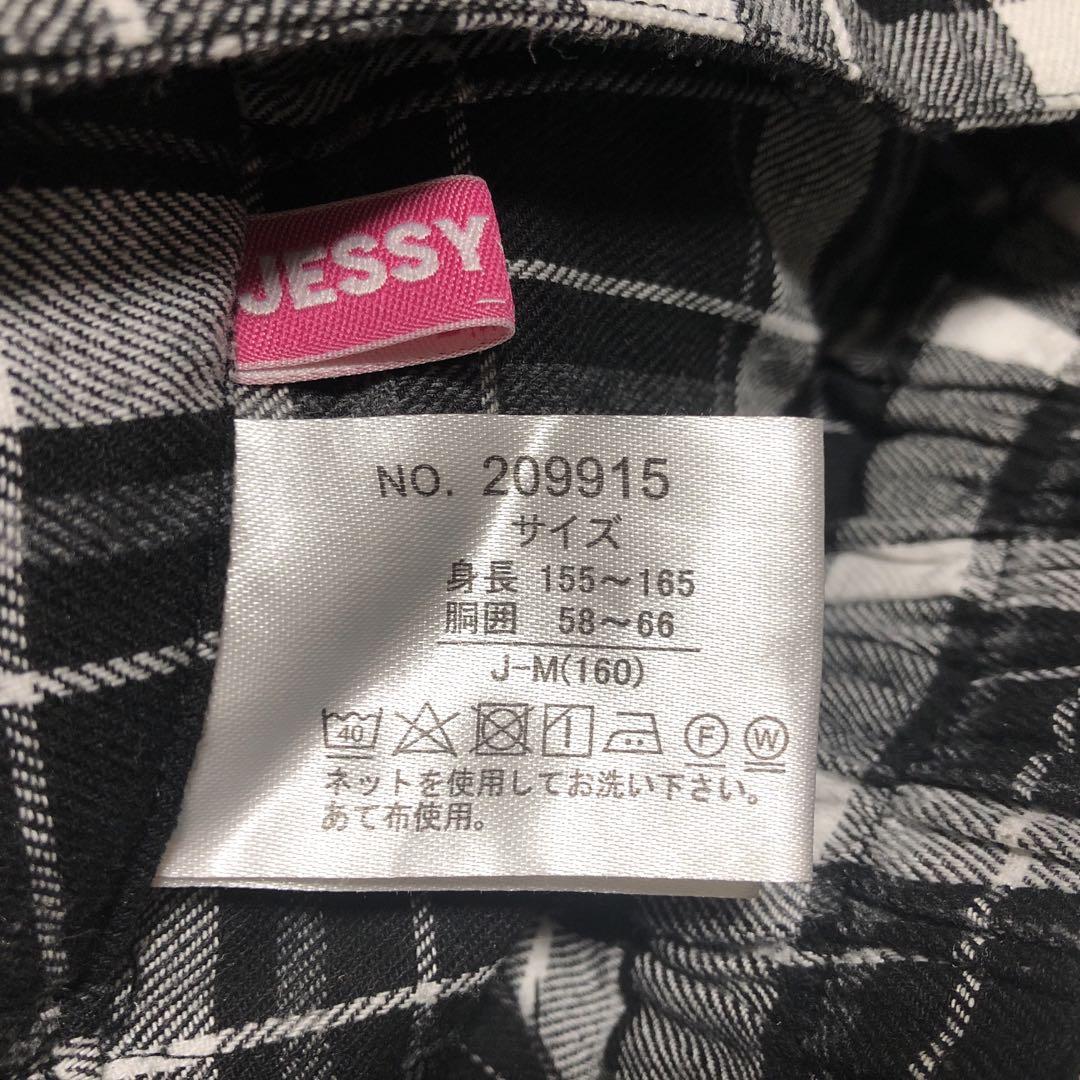 JESSY
NO. 209915
サイズ
身長 155～165
胴囲 58～66
J-M(160)
40 F W
ネットを使用してお洗い下さい。
あて布使用。